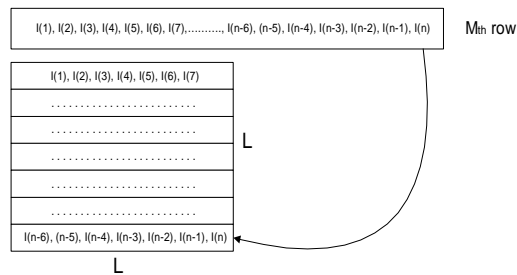 I(1), I(2), I(3), I(4), I(5), I(6), I(7),.........., I(n-6), (n-5), I(n-4), I(n-3), I(n-2), I(n-1), I(n)
Mth row
I(1), I(2), I(3), I(4), I(5), I(6), I(7)
. . . . . . . . . . . . . . . . . . . . . . . .
. . . . . . . . . . . . . . . . . . . . . . . .
L
. . . . . . . . . . . . . . . . . . . . . . . .
. . . . . . . . . . . . . . . . . . . . . . . .
. . . . . . . . . . . . . . . . . . . . . . . .
I(n-6), (n-5), I(n-4), I(n-3), I(n-2), I(n-1), I(n)
L